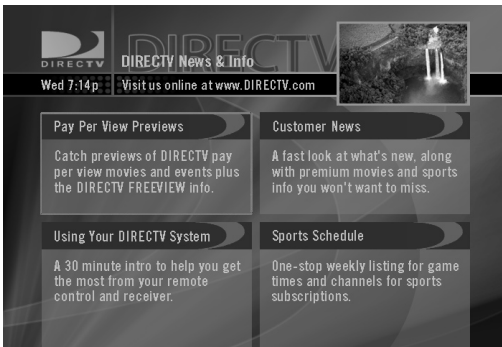 DIRECTV
DIRECTV
DIRECTV News & Info
Wed 7:14p Visit us online at www.DIRECTV.com
Pay Per View Previews
Catch previews of DIRECTV pay
per view movies and events plus
the DIRECTV FREEVIEW info.
Customer News
A fast look at what's new, along
with premium movies and sports
info you won't want to miss.
Using Your DIRECTV System
A 30 minute intro to help you get
the most from your remote
control and receiver.
Sports Schedule
One-stop weekly listing for game
times and channels for sports
subscriptions.